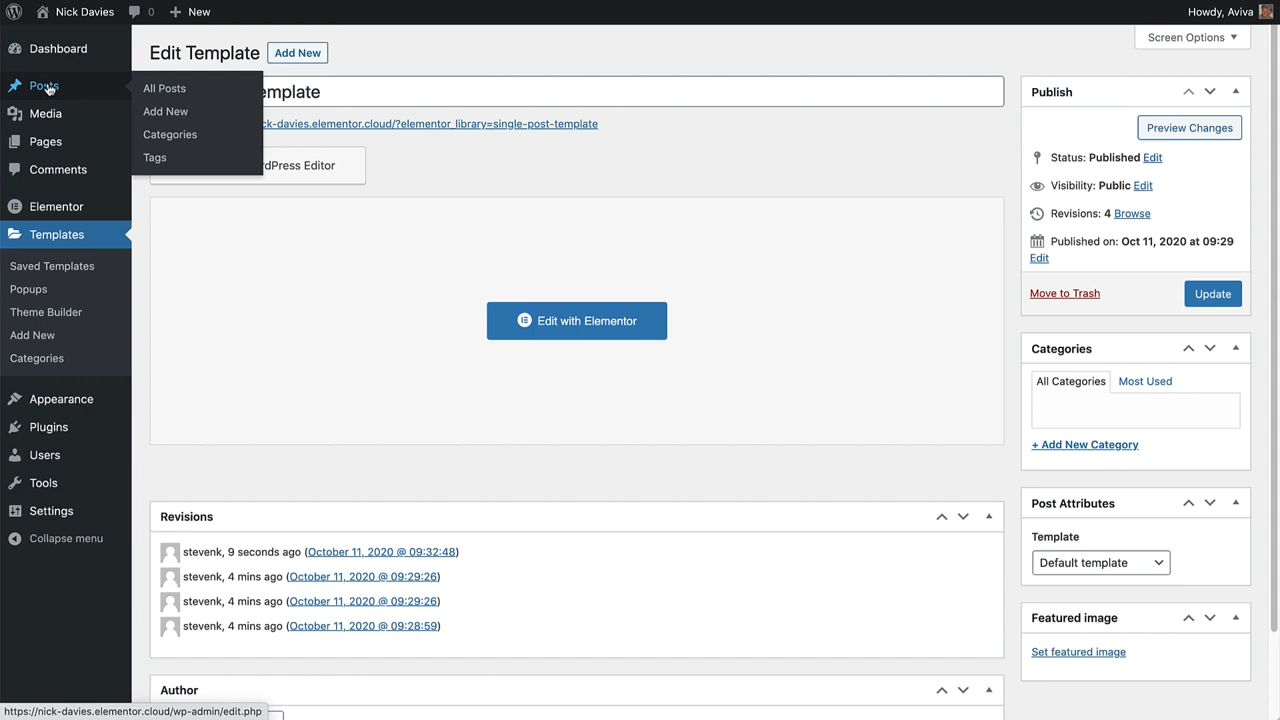 Nick Davies 0 New Howdy, Aviva
Dashboard
Posts
Media
Pages
Comments
Elementor
Templates
Saved Templates
Popups
Theme Builder
Add New
Categories
Appearance
Plugins
Users
Tools
Settings
Collapse menu
All Posts
Add New
Categories
Tags
Screen Options
Edit Template Add New
emplate
ck-davies.elementor.cloud/?elementor_library=single-post-template
dPress Editor
Edit with Elementor
Revisions
stevenk, 9 seconds ago (October 11, 2020 @ 09:32:48)
stevenk, 4 mins ago (October 11, 2020 @ 09:29:26)
stevenk, 4 mins ago (October 11, 2020 @ 09:29:26)
stevenk, 4 mins ago (October 11, 2020 @ 09:28:59)
Author
Publish
Preview Changes
Status: Published Edit
Visibility: Public Edit
Revisions: 4 Browse
Published on: Oct 11, 2020 at 09:29
Edit
Move to Trash Update
Categories
All Categories Most Used
+ Add New Category
Post Attributes
Template
Default template
Featured image
Set featured image
https://nick-davies.elementor.cloud/wp-admin/edit.php